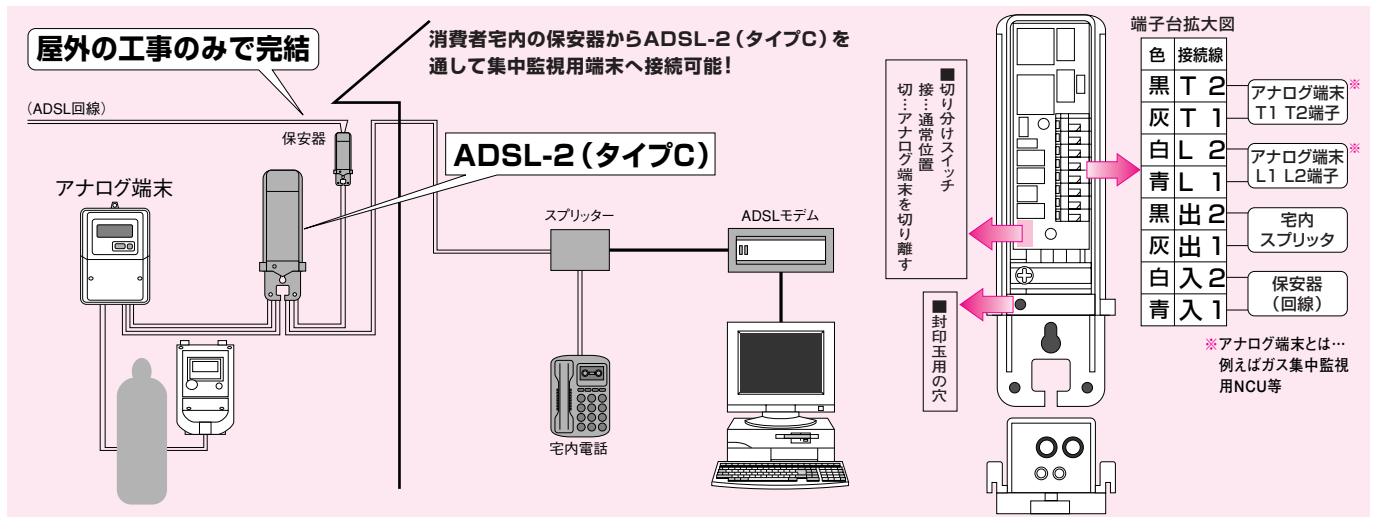 屋外の工事のみで完結
消費者宅内の保安器からADSL-2（タイプC）を
通して集中監視用端末へ接続可能！
（ADSL回線）
保安器
ADSL-2（タイプC）
アナログ端末
スプリッター
ADSLモデム
宅内電話
■切り分けスイッチ
接…通常位置
切…アナログ端末を切り離す
■封印玉用の穴
端子台拡大図
色 接続線
黒 T 2
灰 T 1
白 L 2
青 L 1
黒 出 2
灰 出 1
白 入 2
青 入 1
アナログ端末※
T1 T2端子
アナログ端末※
L1 L2端子
宅内
スプリッタ
保安器
（回線）
※アナログ端末とは…
例えばガス集中監視
用NCU等